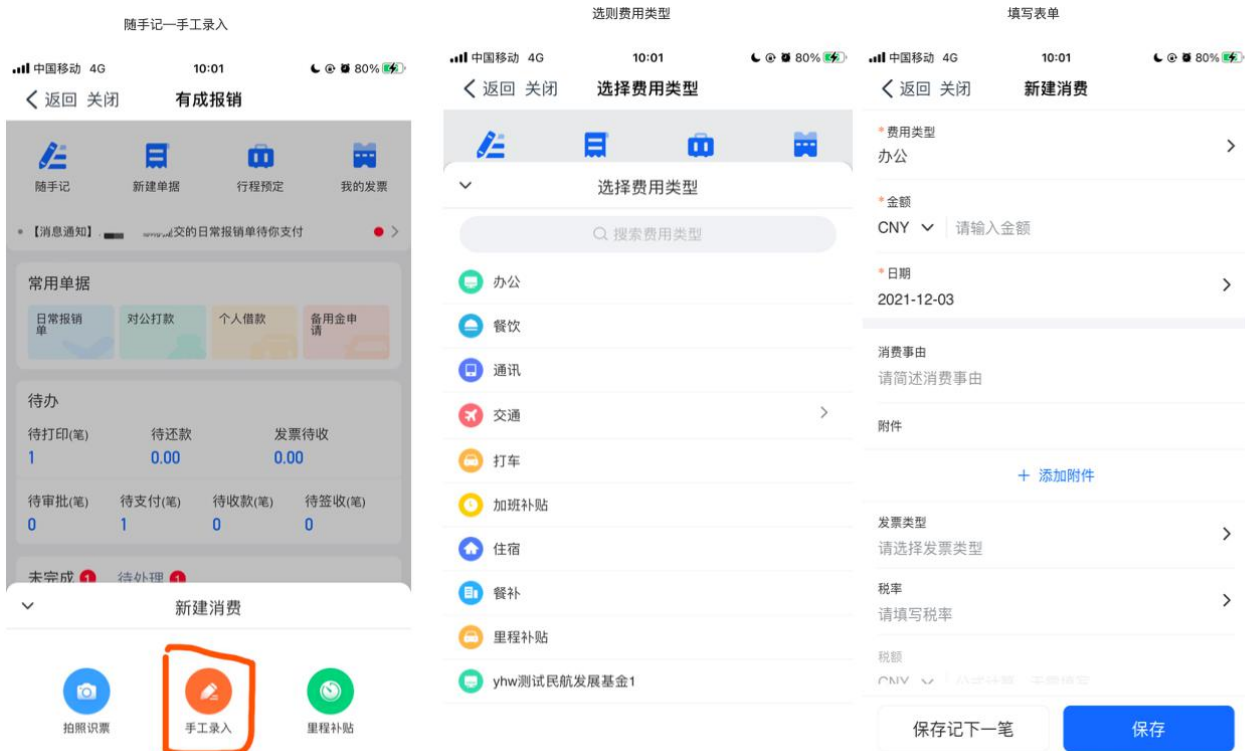 随手记—手工录入
中国移动 4G 10:01 80%
返回 关闭 有成报销
随手记 新建单据 行程预定 我的发票
【消息通知】 交的日常报销单待你支付
常用单据
日常报销单 对公打款 个人借款 备用金申请
待办
待打印(笔) 待还款 发票待收
1 0.00 0.00
待审批(笔) 待支付(笔) 待收款(笔) 待签收(笔)
0 1 0 0
未完成 1 待处理 1
新建消费
拍照识票 手工录入 里程补贴
选则费用类型
中国移动 4G 10:01 80%
返回 关闭 选择费用类型
选择费用类型
搜索费用类型
办公
餐饮
通讯
交通
打车
加班补贴
住宿
餐补
里程补贴
yhw测试民航发展基金1
填写表单
中国移动 4G 10:01 80%
返回 关闭 新建消费
*费用类型
办公
*金额
CNY 请输入金额
*日期
2021-12-03
消费事由
请简述消费事由
附件
+ 添加附件
发票类型
请选择发票类型
税率
请填写税率
税额
CNY
保存记下一笔 保存